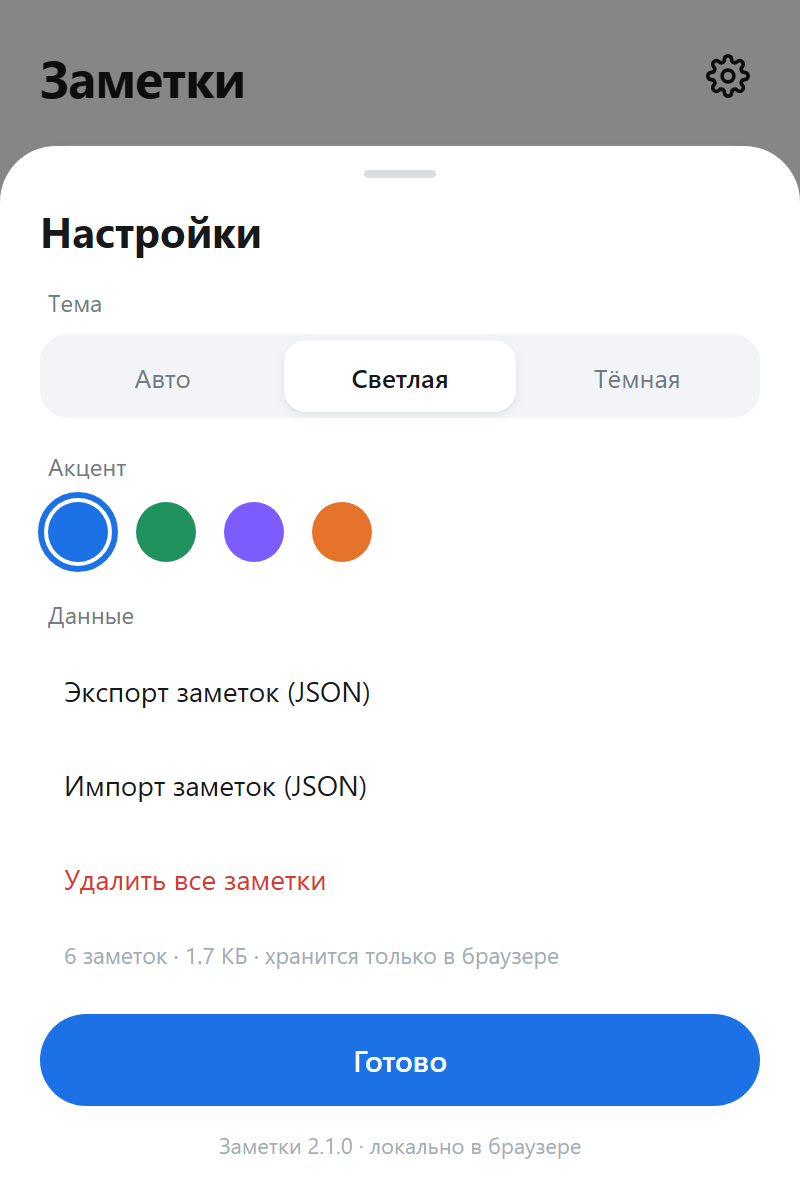 Заметки
Настройки
Тема
Авто
Светлая
Тёмная
Акцент
Данные
Экспорт заметок (JSON)
Импорт заметок (JSON)
Удалить все заметки
6 заметок · 1.7 КБ · хранится только в браузере
Готово
Заметки 2.1.0 · локально в браузере